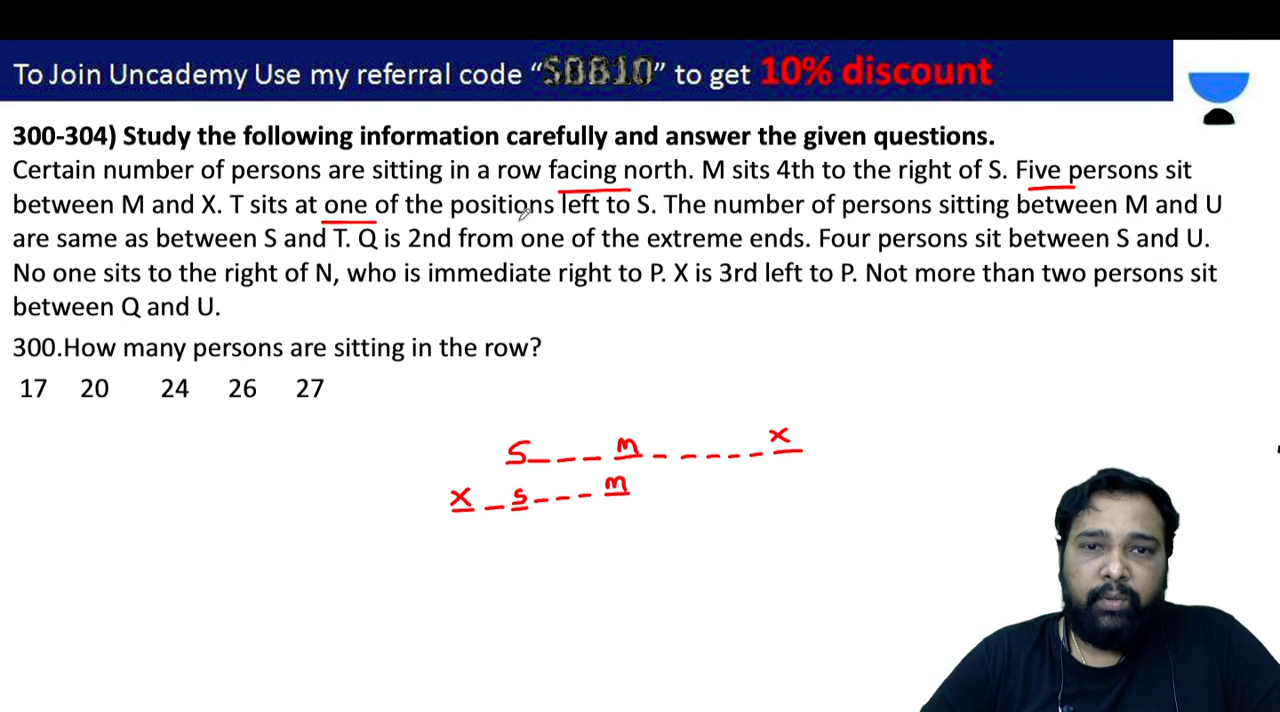 To Join Uncademy Use my referral code “SBB10” to get 10% discount
300-304) Study the following information carefully and answer the given questions.
Certain number of persons are sitting in a row facing north. M sits 4th to the right of S. Five persons sit
between M and X. T sits at one of the positions left to S. The number of persons sitting between M and U
are same as between S and T. Q is 2nd from one of the extreme ends. Four persons sit between S and U.
No one sits to the right of N, who is immediate right to P. X is 3rd left to P. Not more than two persons sit
between Q and U.
300.How many persons are sitting in the row?
17 20 24 26 27
S _ _ _ m _ _ _ _ _ x
x _ s _ _ _ m